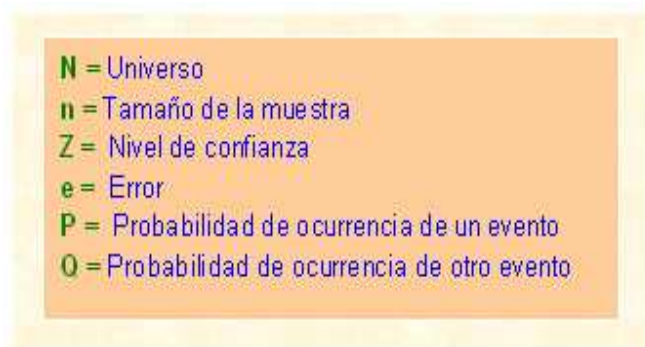 N = Universo
n = Tamaño de la muestra
Z = Nivel de confianza
e = Error
P = Probabilidad de ocurrencia de un evento
Q = Probabilidad de ocurrencia de otro evento